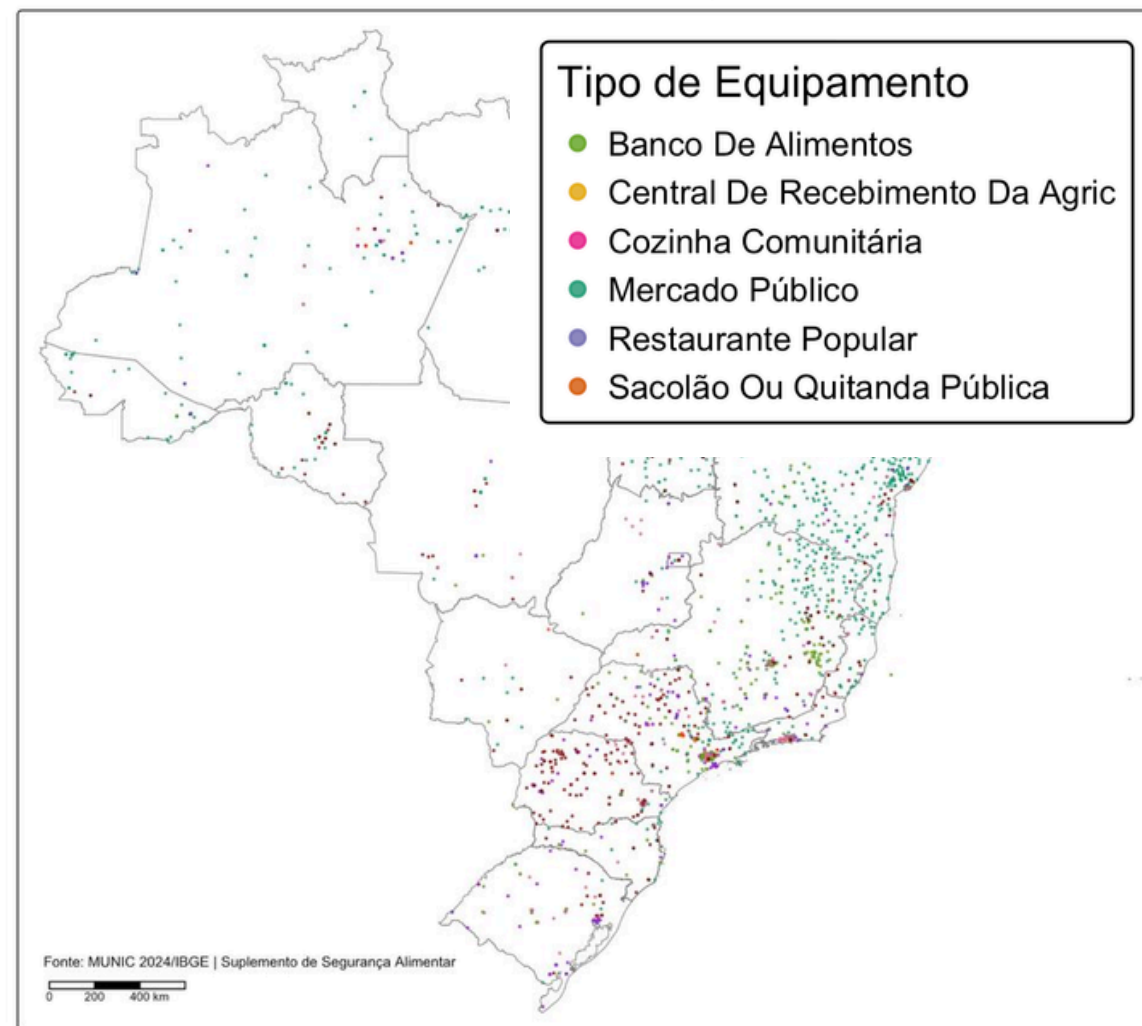 Tipo de Equipamento
Banco De Alimentos
Central De Recebimento Da Agric
Cozinha Comunitária
Mercado Público
Restaurante Popular
Sacolão Ou Quitanda Pública
Fonte: MUNIC 2024/IBGE | Suplemento de Segurança Alimentar
0 200 400 km